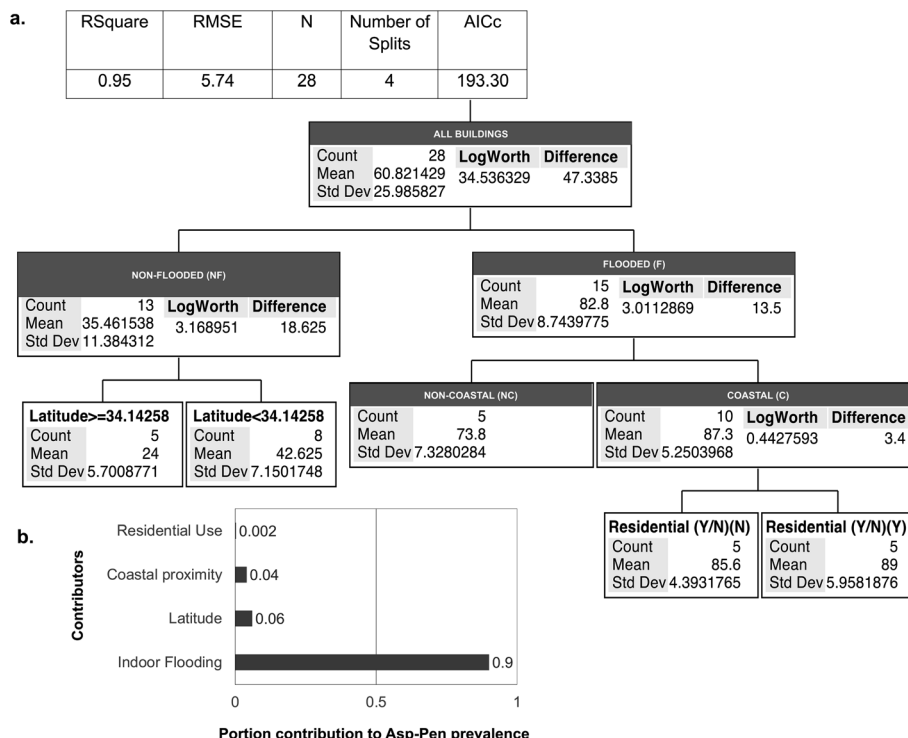 a.
RSquare RMSE N Number of Splits AICc
0.95 5.74 28 4 193.30
ALL BUILDINGS
Count 28 LogWorth Difference
Mean 60.821429 34.536329 47.3385
Std Dev 25.985827
NON-FLOODED (NF)
Count 13 LogWorth Difference
Mean 35.461538 3.168951 18.625
Std Dev 11.384312
FLOODED (F)
Count 15 LogWorth Difference
Mean 82.8 3.0112869 13.5
Std Dev 8.7439775
Latitude>=34.14258
Count 5
Mean 24
Std Dev 5.7008771
Latitude<34.14258
Count 8
Mean 42.625
Std Dev 7.1501748
NON-COASTAL (NC)
Count 5
Mean 73.8
Std Dev 7.3280284
COASTAL (C)
Count 10 LogWorth Difference
Mean 87.3 0.4427593 3.4
Std Dev 5.2503968
Residential (Y/N)(N)
Count 5
Mean 85.6
Std Dev 4.3931765
Residential (Y/N)(Y)
Count 5
Mean 89
Std Dev 5.9581876
b.
Contributors
Residential Use 0.002
Coastal proximity 0.04
Latitude 0.06
Indoor Flooding 0.9
0 0.5 1
Portion contribution to Asp-Pen prevalence